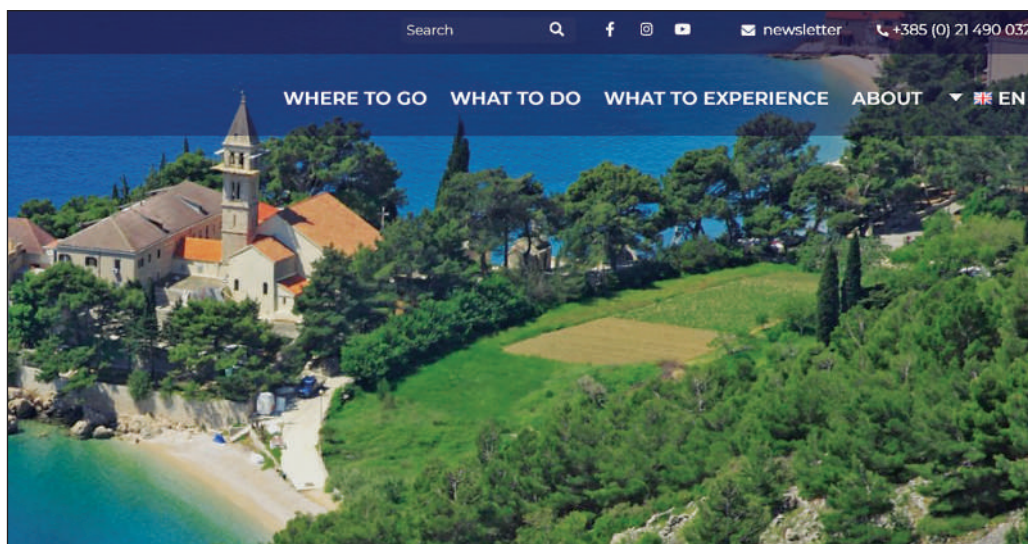 Search newsletter +385 (0) 21 490 032
WHERE TO GO WHAT TO DO WHAT TO EXPERIENCE ABOUT EN